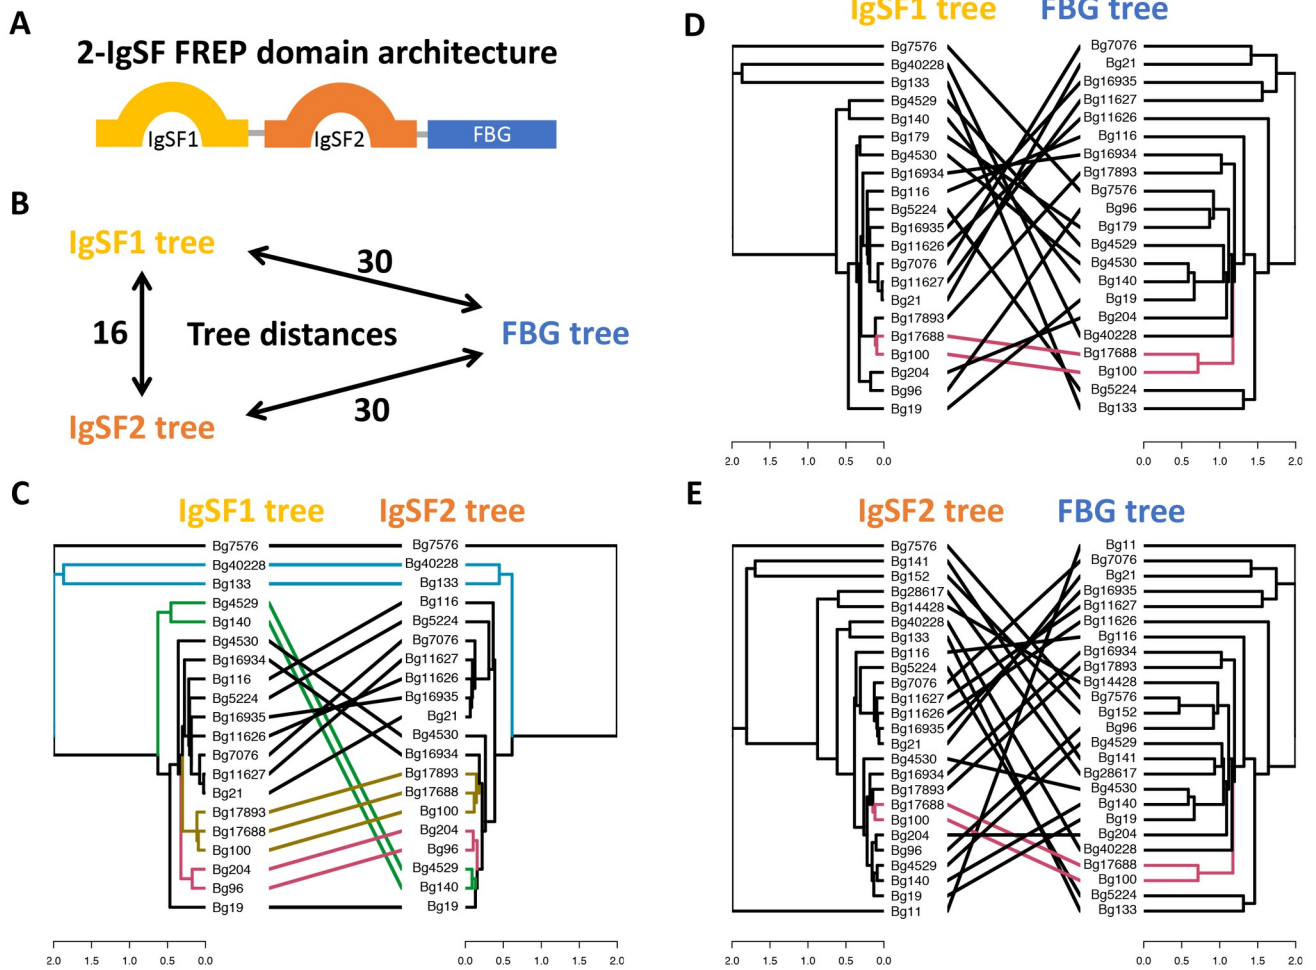 A
2-IgSF FREP domain architecture
IgSF1
IgSF2
FBG
B
IgSF1 tree
30
16
Tree distances
FBG tree
30
IgSF2 tree
C
IgSF1 tree
IgSF2 tree
Bg7576
Bg40228
Bg133
Bg4529
Bg140
Bg4530
Bg16934
Bg116
Bg5224
Bg16935
Bg11626
Bg7076
Bg11627
Bg21
Bg17893
Bg17688
Bg100
Bg204
Bg96
Bg19
Bg7576
Bg40228
Bg133
Bg116
Bg5224
Bg7076
Bg11627
Bg11626
Bg16935
Bg21
Bg4530
Bg16934
Bg17893
Bg17688
Bg100
Bg204
Bg96
Bg4529
Bg140
Bg19
2.0 1.5 1.0 0.5 0.0
0.0 0.5 1.0 1.5 2.0
D
IgSF1 tree
FBG tree
Bg7576
Bg40228
Bg133
Bg4529
Bg140
Bg179
Bg4530
Bg16934
Bg116
Bg5224
Bg16935
Bg11626
Bg7076
Bg11627
Bg21
Bg17893
Bg17688
Bg100
Bg204
Bg96
Bg19
Bg7076
Bg21
Bg16935
Bg11627
Bg11626
Bg116
Bg16934
Bg17893
Bg7576
Bg96
Bg179
Bg4529
Bg4530
Bg140
Bg19
Bg204
Bg40228
Bg17688
Bg100
Bg5224
Bg133
2.0 1.5 1.0 0.5 0.0
0.0 0.5 1.0 1.5 2.0
E
IgSF2 tree
FBG tree
Bg7576
Bg141
Bg152
Bg28617
Bg14428
Bg40228
Bg133
Bg116
Bg5224
Bg7076
Bg11627
Bg11626
Bg16935
Bg21
Bg4530
Bg16934
Bg17893
Bg17688
Bg100
Bg204
Bg96
Bg4529
Bg140
Bg19
Bg11
Bg11
Bg7076
Bg21
Bg16935
Bg11627
Bg11626
Bg116
Bg16934
Bg17893
Bg14428
Bg7576
Bg152
Bg96
Bg4529
Bg141
Bg28617
Bg4530
Bg140
Bg19
Bg204
Bg40228
Bg17688
Bg100
Bg5224
Bg133
2.0 1.5 1.0 0.5 0.0
0.0 0.5 1.0 1.5 2.0